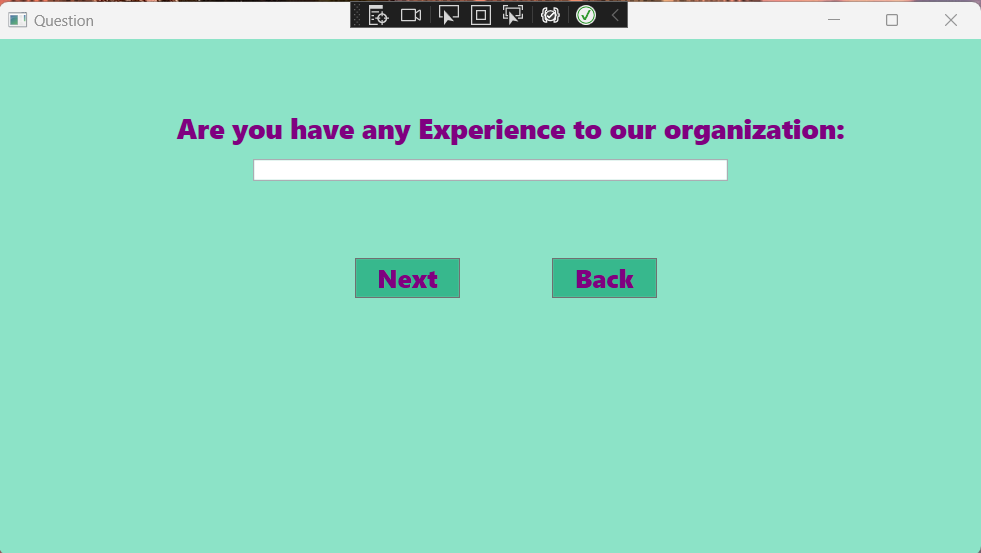 Question
Are you have any Experience to our organization:
Next
Back